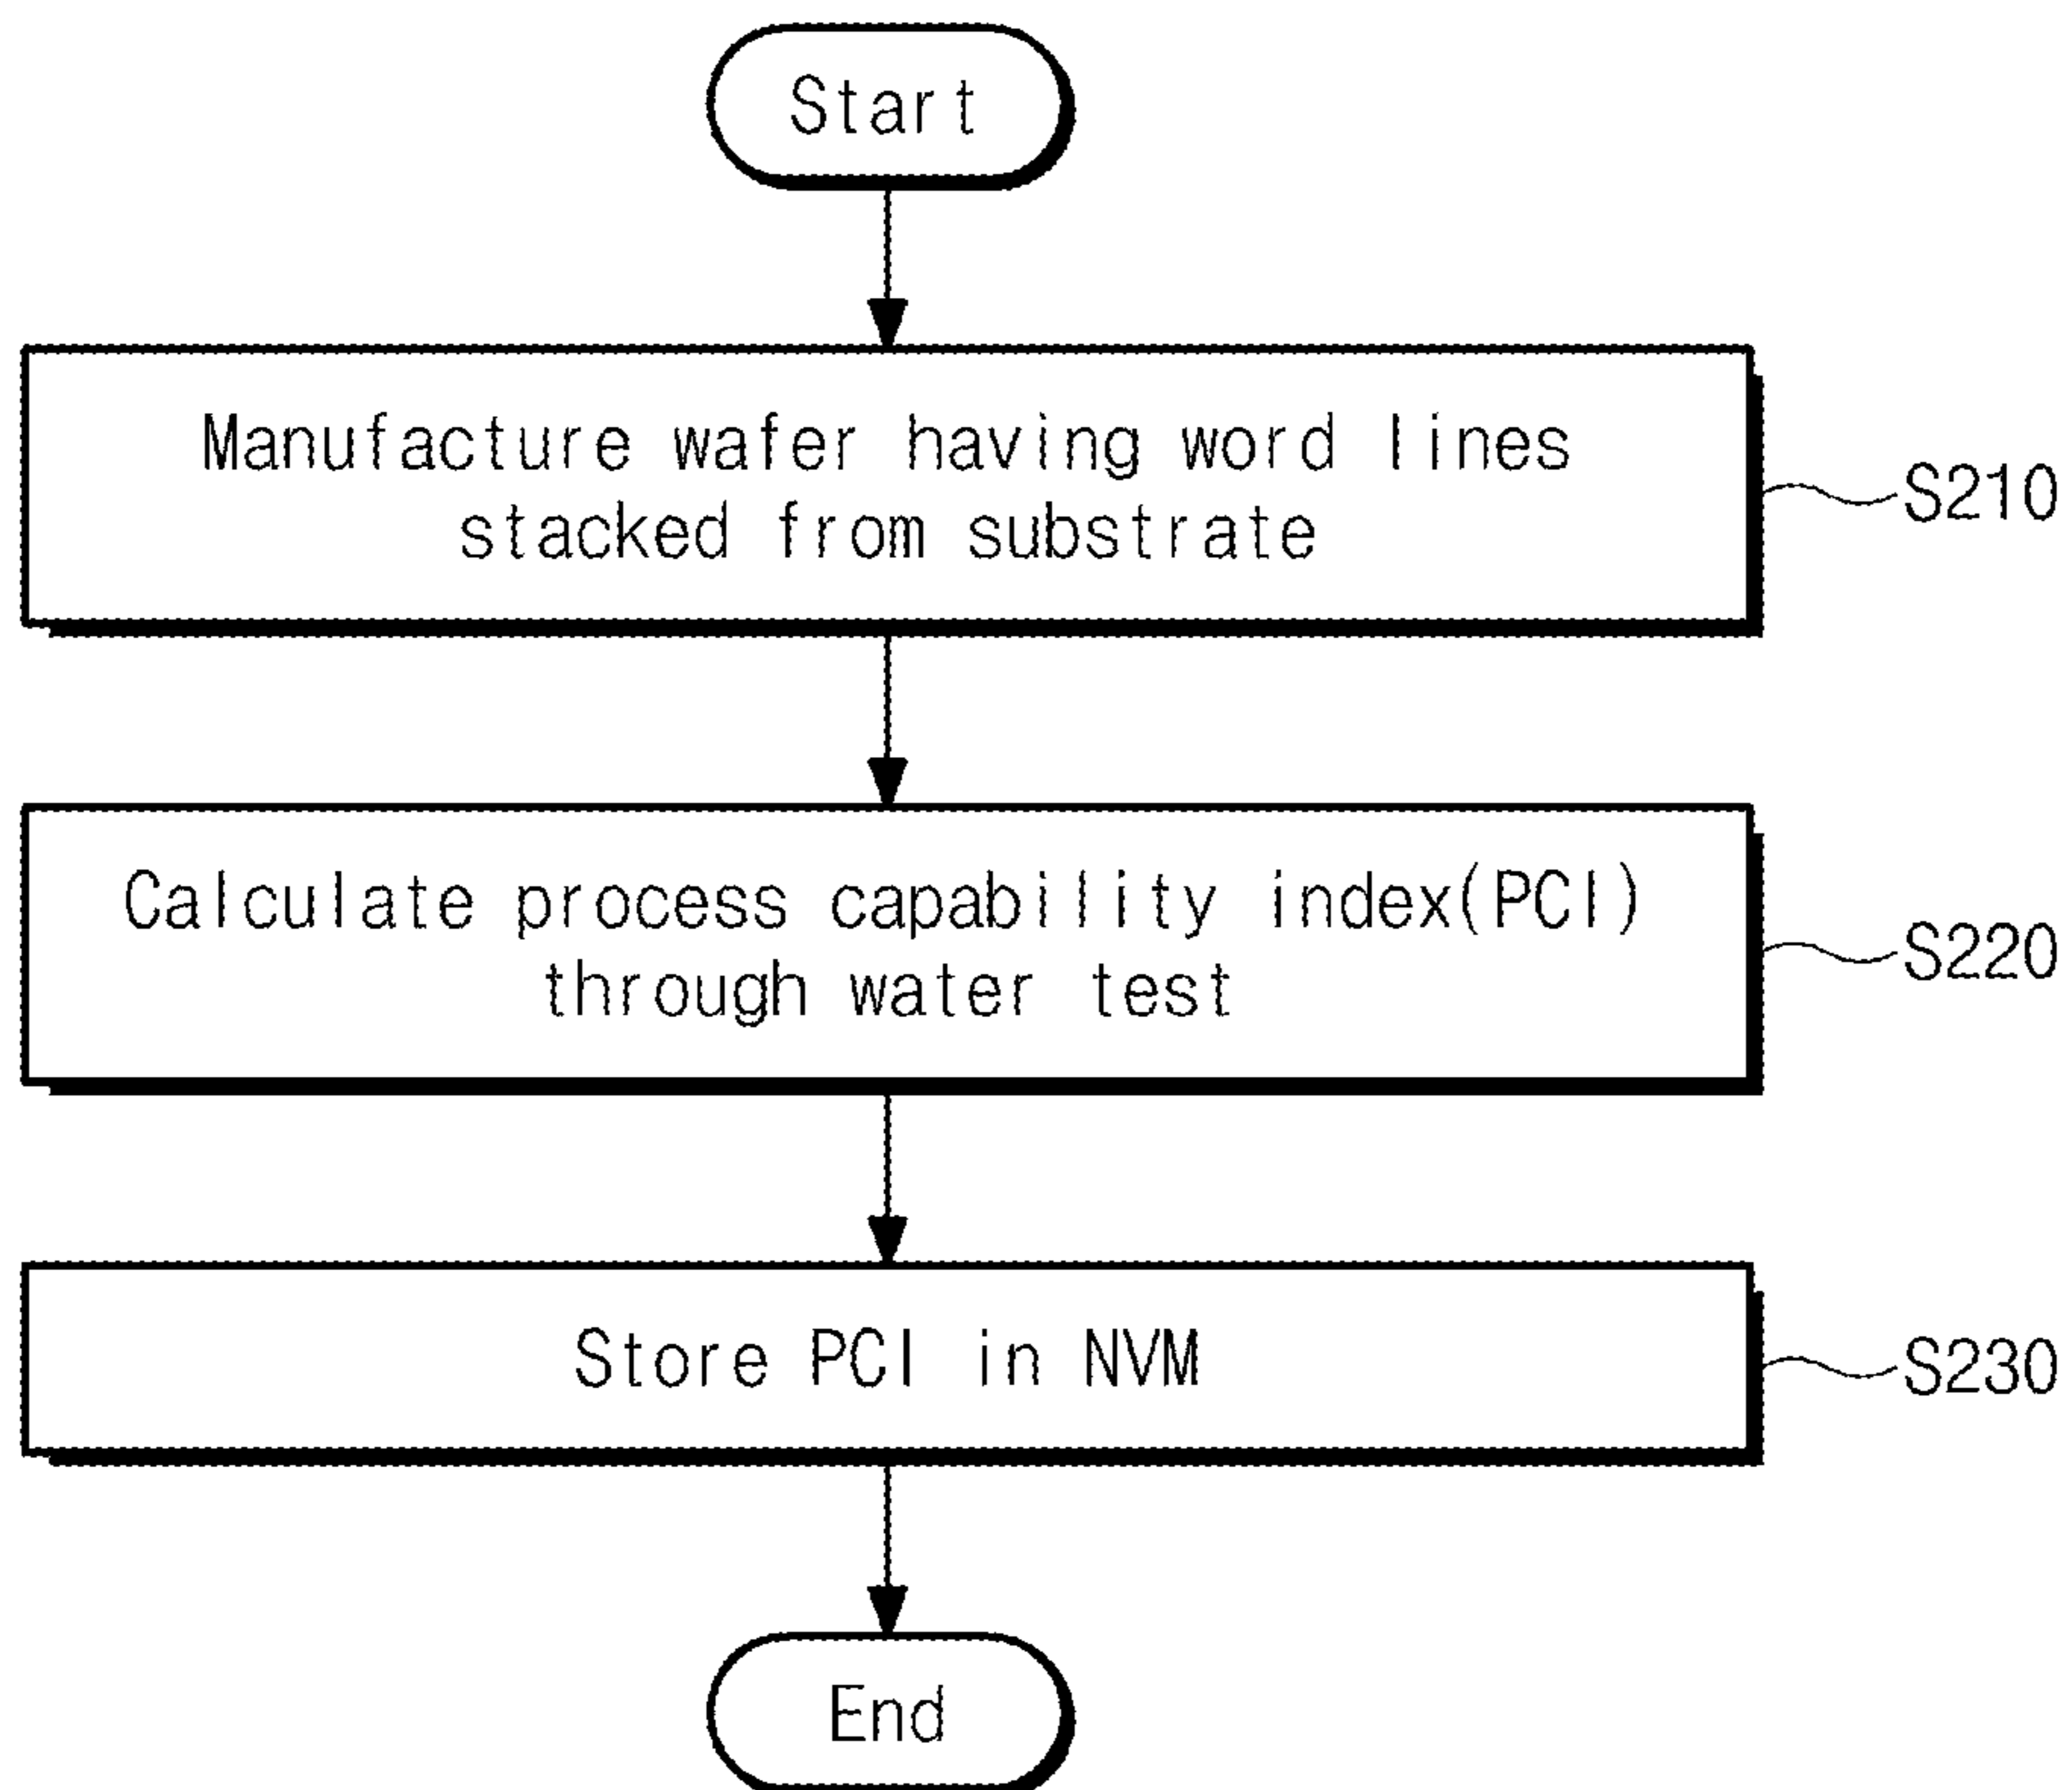 Start
Manufacture wafer having word lines
stacked from substrate
S210
Calculate process capability index(PCI)
through water test
S220
Store PCI in NVM
S230
End